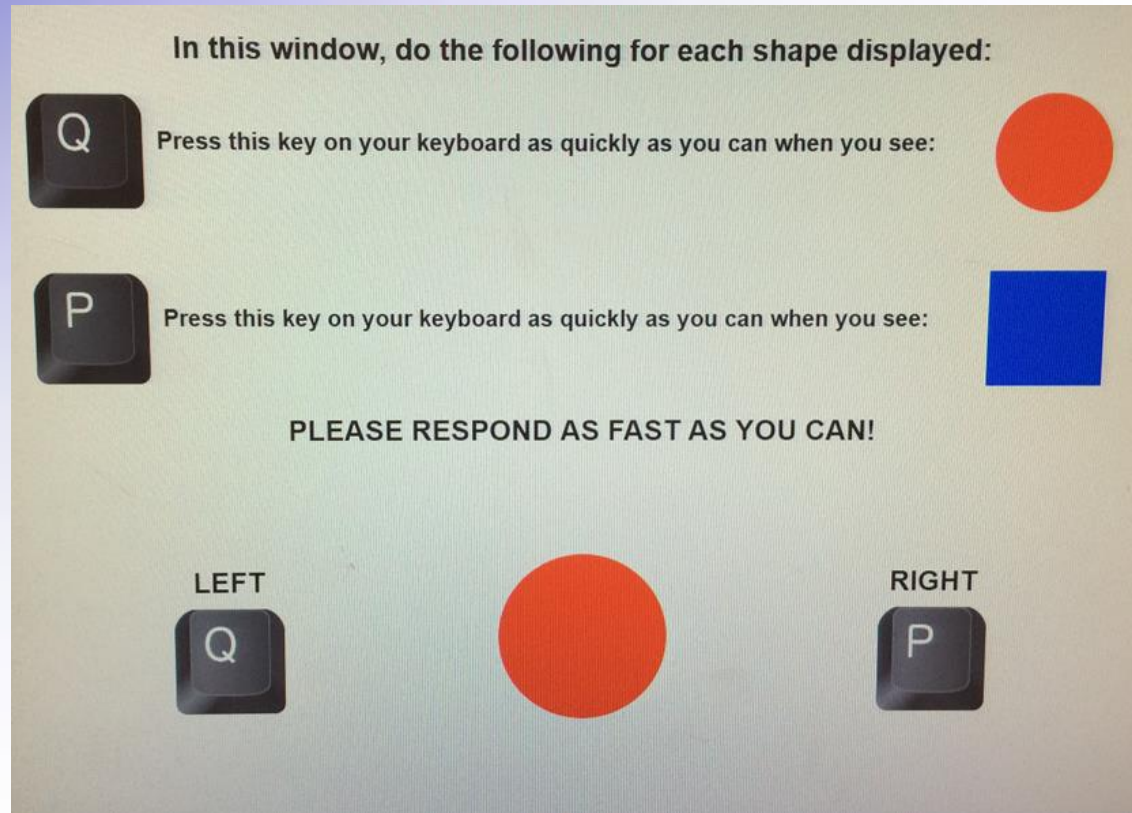 In this window, do the following for each shape displayed:
Q
Press this key on your keyboard as quickly as you can when you see:
P
Press this key on your keyboard as quickly as you can when you see:
PLEASE RESPOND AS FAST AS YOU CAN!
LEFT
RIGHT
Q
P